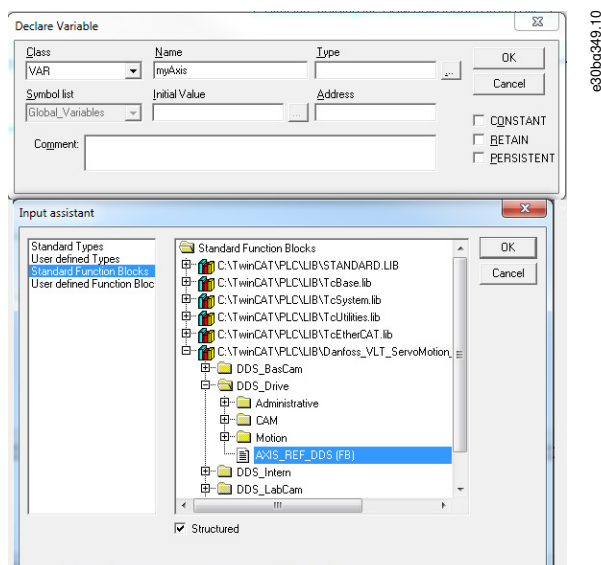 Declare Variable
Class
Name
Type
OK
VAR
myAxis
...
Cancel
Symbol list
Initial Value
Address
Global_Variables
...
CONSTANT
Comment:
RETAIN
PERSISTENT
e30bg349.10
Input assistant
Standard Types
User defined Types
Standard Function Blocks
User defined Function Bloc
Standard Function Blocks
C:\TwinCAT\PLC\LIB\STANDARD.LIB
C:\TwinCAT\PLC\LIB\TcBase.lib
C:\TwinCAT\PLC\LIB\TcSystem.lib
C:\TwinCAT\PLC\LIB\TcUtilities.lib
C:\TwinCAT\PLC\LIB\TcEtherCAT.lib
C:\TwinCAT\PLC\LIB\Danfoss_VLT_ServoMotion_
DDS_BasCam
DDS_Drive
Administrative
CAM
Motion
AXIS_REF_DDS (FB)
DDS_Intern
DDS_LabCam
OK
Cancel
Structured